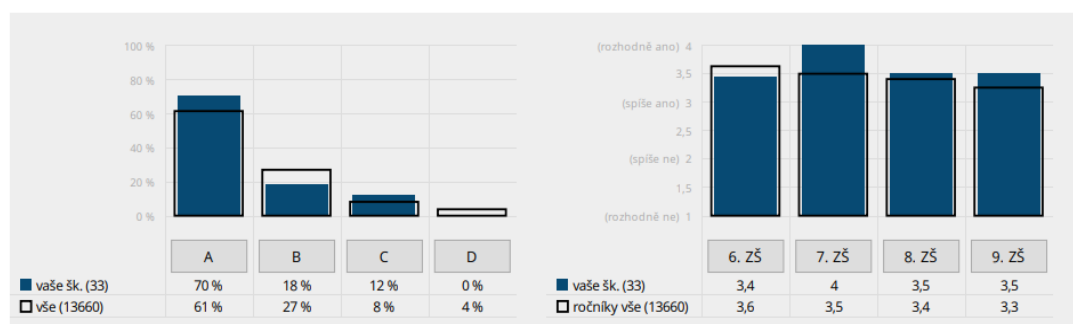 100 %
80 %
60 %
40 %
20 %
0 %
A B C D
vaše šk. (33) 70 % 18 % 12 % 0 %
vše (13660) 61 % 27 % 8 % 4 %
(rozhodně ano) 4
3,5
(spíše ano) 3
2,5
(spíše ne) 2
1,5
(rozhodně ne) 1
6. ZŠ 7. ZŠ 8. ZŠ 9. ZŠ
vaše šk. (33) 3,4 4 3,5 3,5
ročníky vše (13660) 3,6 3,5 3,4 3,3